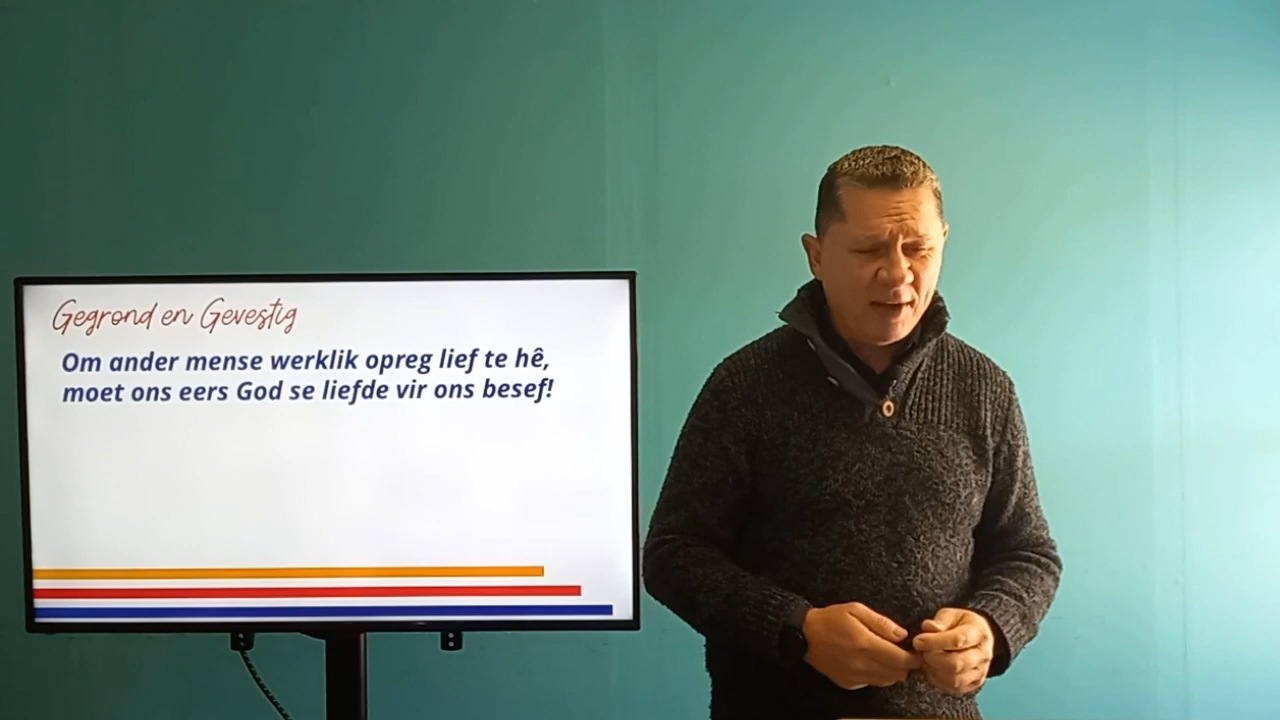 Gegrond en Gevestig
Om ander mense werklik opreg lief te hê,
moet ons eers God se liefde vir ons besef!